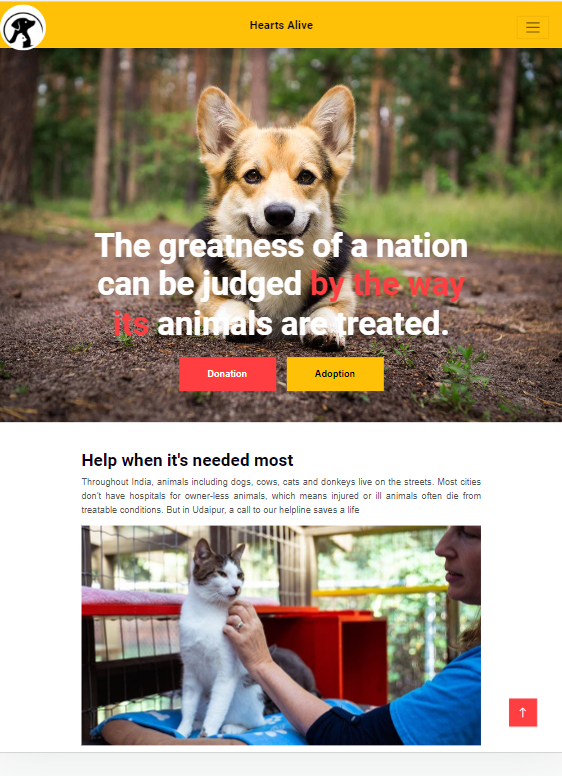 Hearts Alive
The greatness of a nation
can be judged by the way
its animals are treated.
Donation
Adoption
Help when it's needed most
Throughout India, animals including dogs, cows, cats and donkeys live on the streets. Most cities
don't have hospitals for owner-less animals, which means injured or ill animals often die from
treatable conditions. But in Udaipur, a call to our helpline saves a life